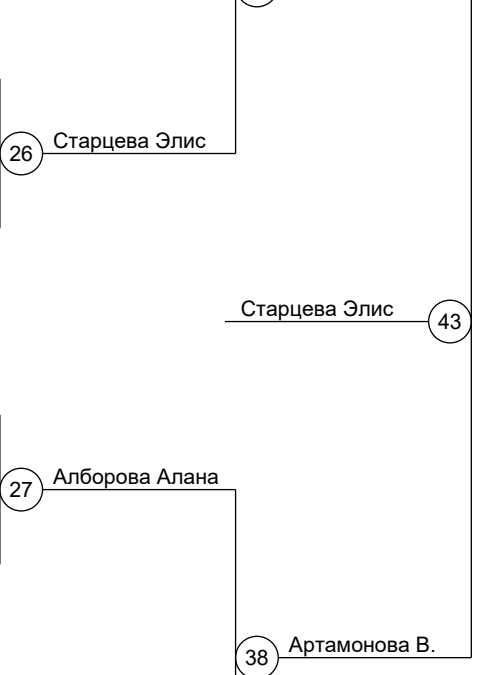 26 Старцева Элис
Старцева Элис 43
27 Алборова Алана
38 Артамонова В.